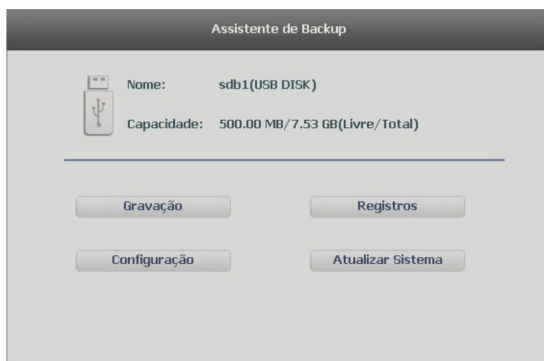 Assistente de Backup
Nome: sdb1(USB DISK)
Capacidade: 500.00 MB/7.53 GB(Livre/Total)
Gravação Registros
Configuração Atualizar Sistema